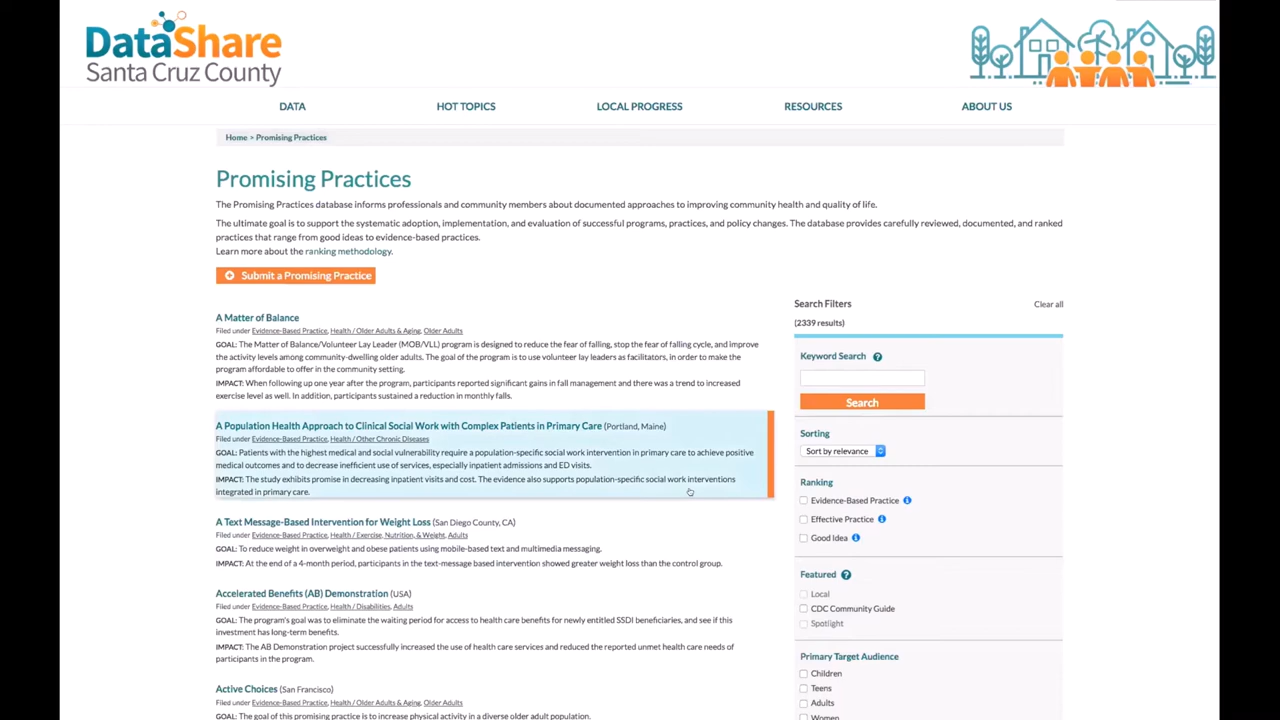 DataShare
Santa Cruz County
DATA
HOT TOPICS
LOCAL PROGRESS
RESOURCES
ABOUT US
Home > Promising Practices
Promising Practices
The Promising Practices database informs professionals and community members about documented approaches to improving community health and quality of life.
The ultimate goal is to support the systematic adoption, implementation, and evaluation of successful programs, practices, and policy changes. The database provides carefully reviewed, documented, and ranked
practices that range from good ideas to evidence-based practices.
Learn more about the ranking methodology.
Submit a Promising Practice
A Matter of Balance
Filed under Evidence-Based Practice, Health / Older Adults & Aging, Older Adults
GOAL: The Matter of Balance/Volunteer Lay Leader (MOB/VLL) program is designed to reduce the fear of falling, stop the fear of falling cycle, and improve
the activity levels among community-dwelling older adults. The goal of the program is to use volunteer lay leaders as facilitators, in order to make the
program affordable to offer in the community setting.
IMPACT: When following up one year after the program, participants reported significant gains in fall management and there was a trend to increased
exercise level as well. In addition, participants sustained a reduction in monthly falls.
A Population Health Approach to Clinical Social Work with Complex Patients in Primary Care (Portland, Maine)
Filed under Evidence-Based Practice, Health / Other Chronic Diseases
GOAL: Patients with the highest medical and social vulnerability require a population-specific social work intervention in primary care to achieve positive
medical outcomes and to decrease inefficient use of services, especially inpatient admissions and ED visits.
IMPACT: The study exhibits promise in decreasing inpatient visits and cost. The evidence also supports population-specific social work interventions
integrated in primary care.
A Text Message-Based Intervention for Weight Loss (San Diego County, CA)
Filed under Evidence-Based Practice, Health / Exercise, Nutrition, & Weight, Adults
GOAL: To reduce weight in overweight and obese patients using mobile-based text and multimedia messaging.
IMPACT: At the end of a 4-month period, participants in the text-message based intervention showed greater weight loss than the control group.
Accelerated Benefits (AB) Demonstration (USA)
Filed under Evidence-Based Practice, Health / Disabilities, Adults
GOAL: The program's goal was to eliminate the waiting period for access to health care benefits for newly entitled SSDI beneficiaries, and see if this
investment has long-term benefits.
IMPACT: The AB Demonstration project successfully increased the use of health care services and reduced the reported unmet health care needs of
participants in the program.
Active Choices (San Francisco)
Filed under Evidence-Based Practice, Health / Older Adults & Aging, Older Adults
GOAL: The goal of this promising practice is to increase physical activity in a diverse older adult population.
Search Filters
Clear all
(2339 results)
Keyword Search ?
Search
Sorting
Sort by relevance
Ranking
Evidence-Based Practice
Effective Practice
Good Idea
Featured ?
Local
CDC Community Guide
Spotlight
Primary Target Audience
Children
Teens
Adults
Women